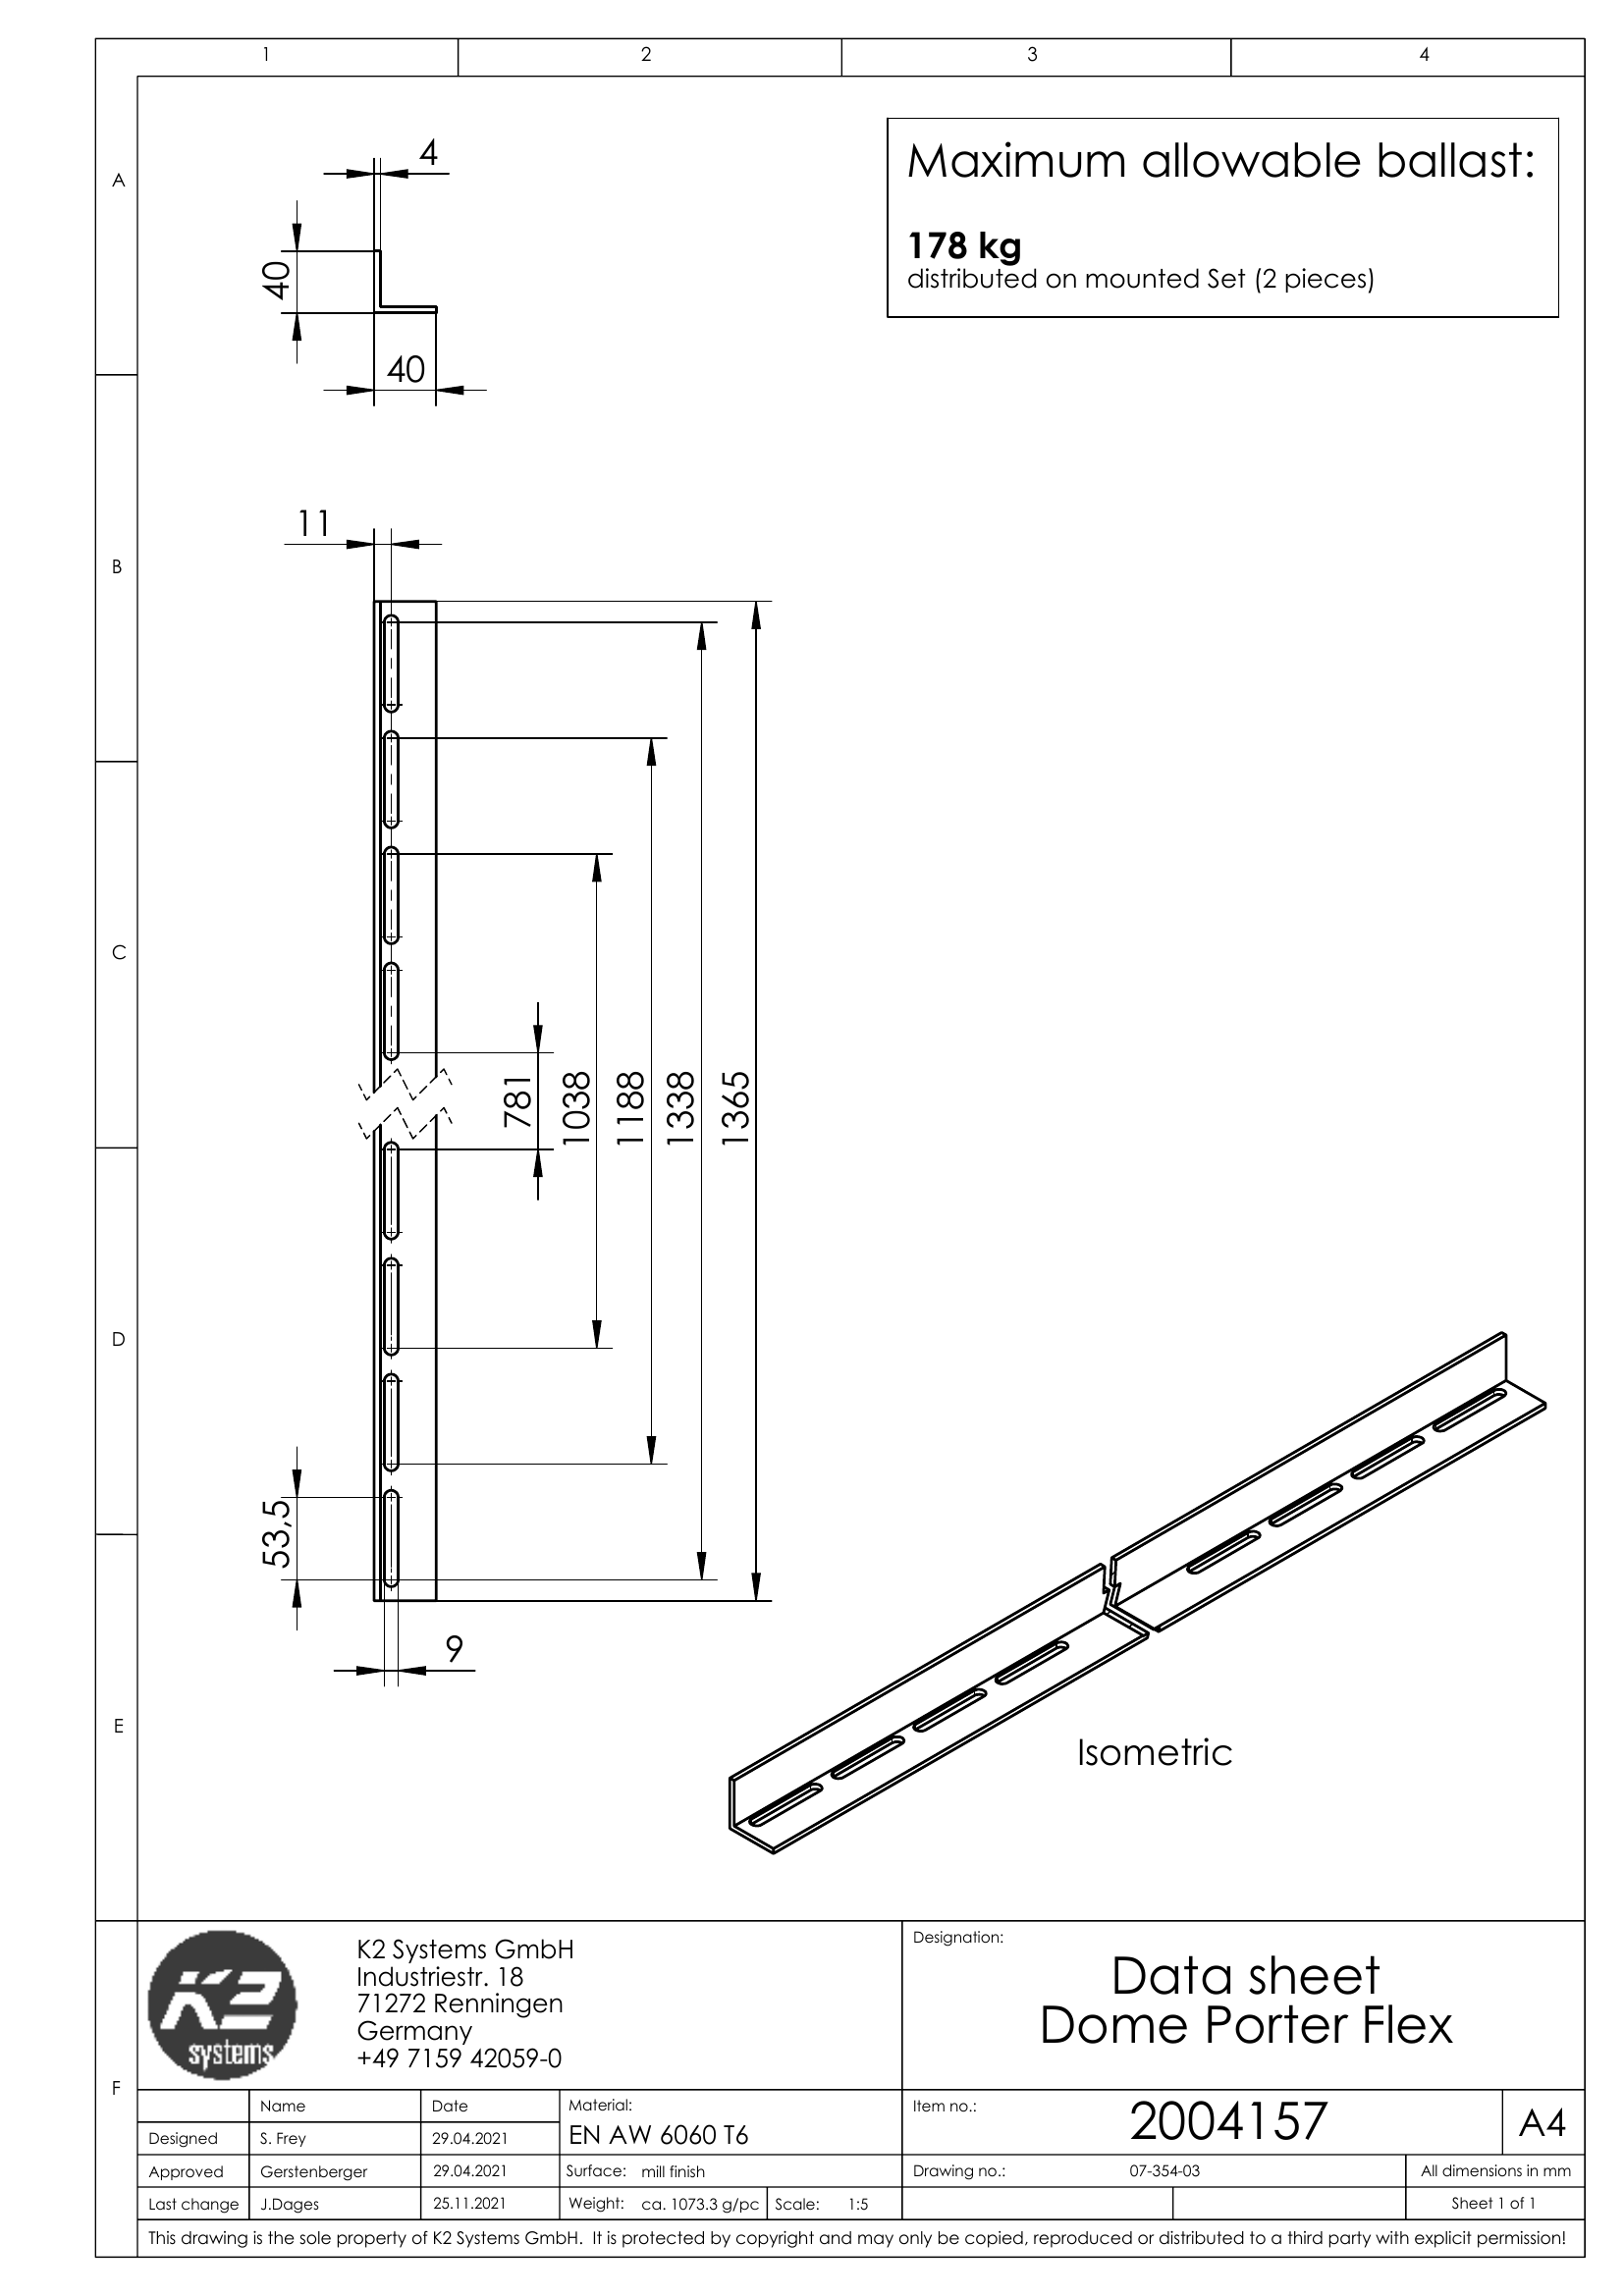 1 2 3 4
A
B
C
D
E
F
Maximum allowable ballast:
178 kg
distributed on mounted Set (2 pieces)
4
40
40
11
781
1038
1188
1338
1365
53,5
9
Isometric
K2 systems
K2 Systems GmbH
Industriestr. 18
71272 Renningen
Germany
+49 7159 42059-0
Designation:
Data sheet
Dome Porter Flex
Name Date Material:
EN AW 6060 T6
Item no.: 2004157 A4
Designed S. Frey 29.04.2021
Approved Gerstenberger 29.04.2021 Surface: mill finish Drawing no.: 07-354-03 All dimensions in mm
Last change J.Dages 25.11.2021 Weight: ca. 1073.3 g/pc Scale: 1:5 Sheet 1 of 1
This drawing is the sole property of K2 Systems GmbH. It is protected by copyright and may only be copied, reproduced or distributed to a third party with explicit permission!